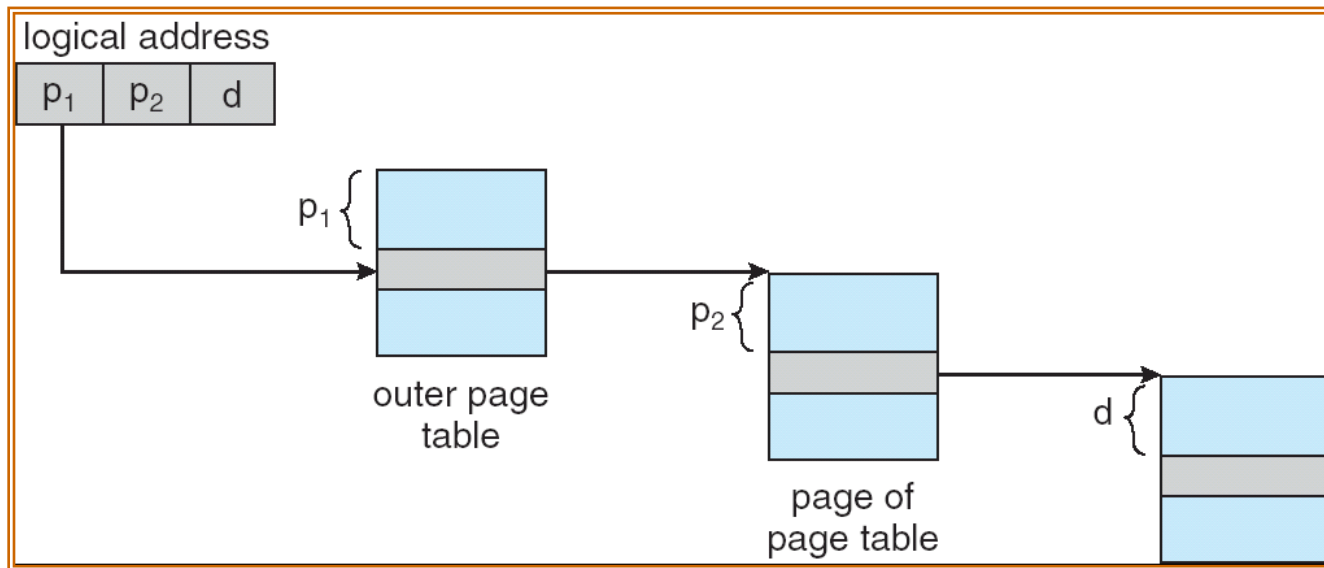 logical address
p₁ p₂ d
p₁
outer page
table
p₂
page of
page table
d